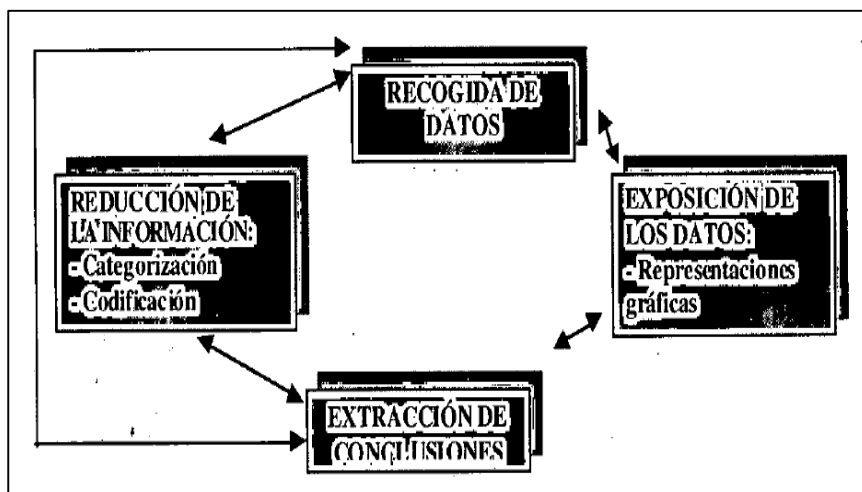 RECOGIDA DE
DATOS
REDUCCIÓN DE
LA INFORMACIÓN:
- Categorización
- Codificación
EXPOSICIÓN DE
LOS DATOS:
- Representaciones
gráficas
EXTRACCIÓN DE
CONCLUSIONES